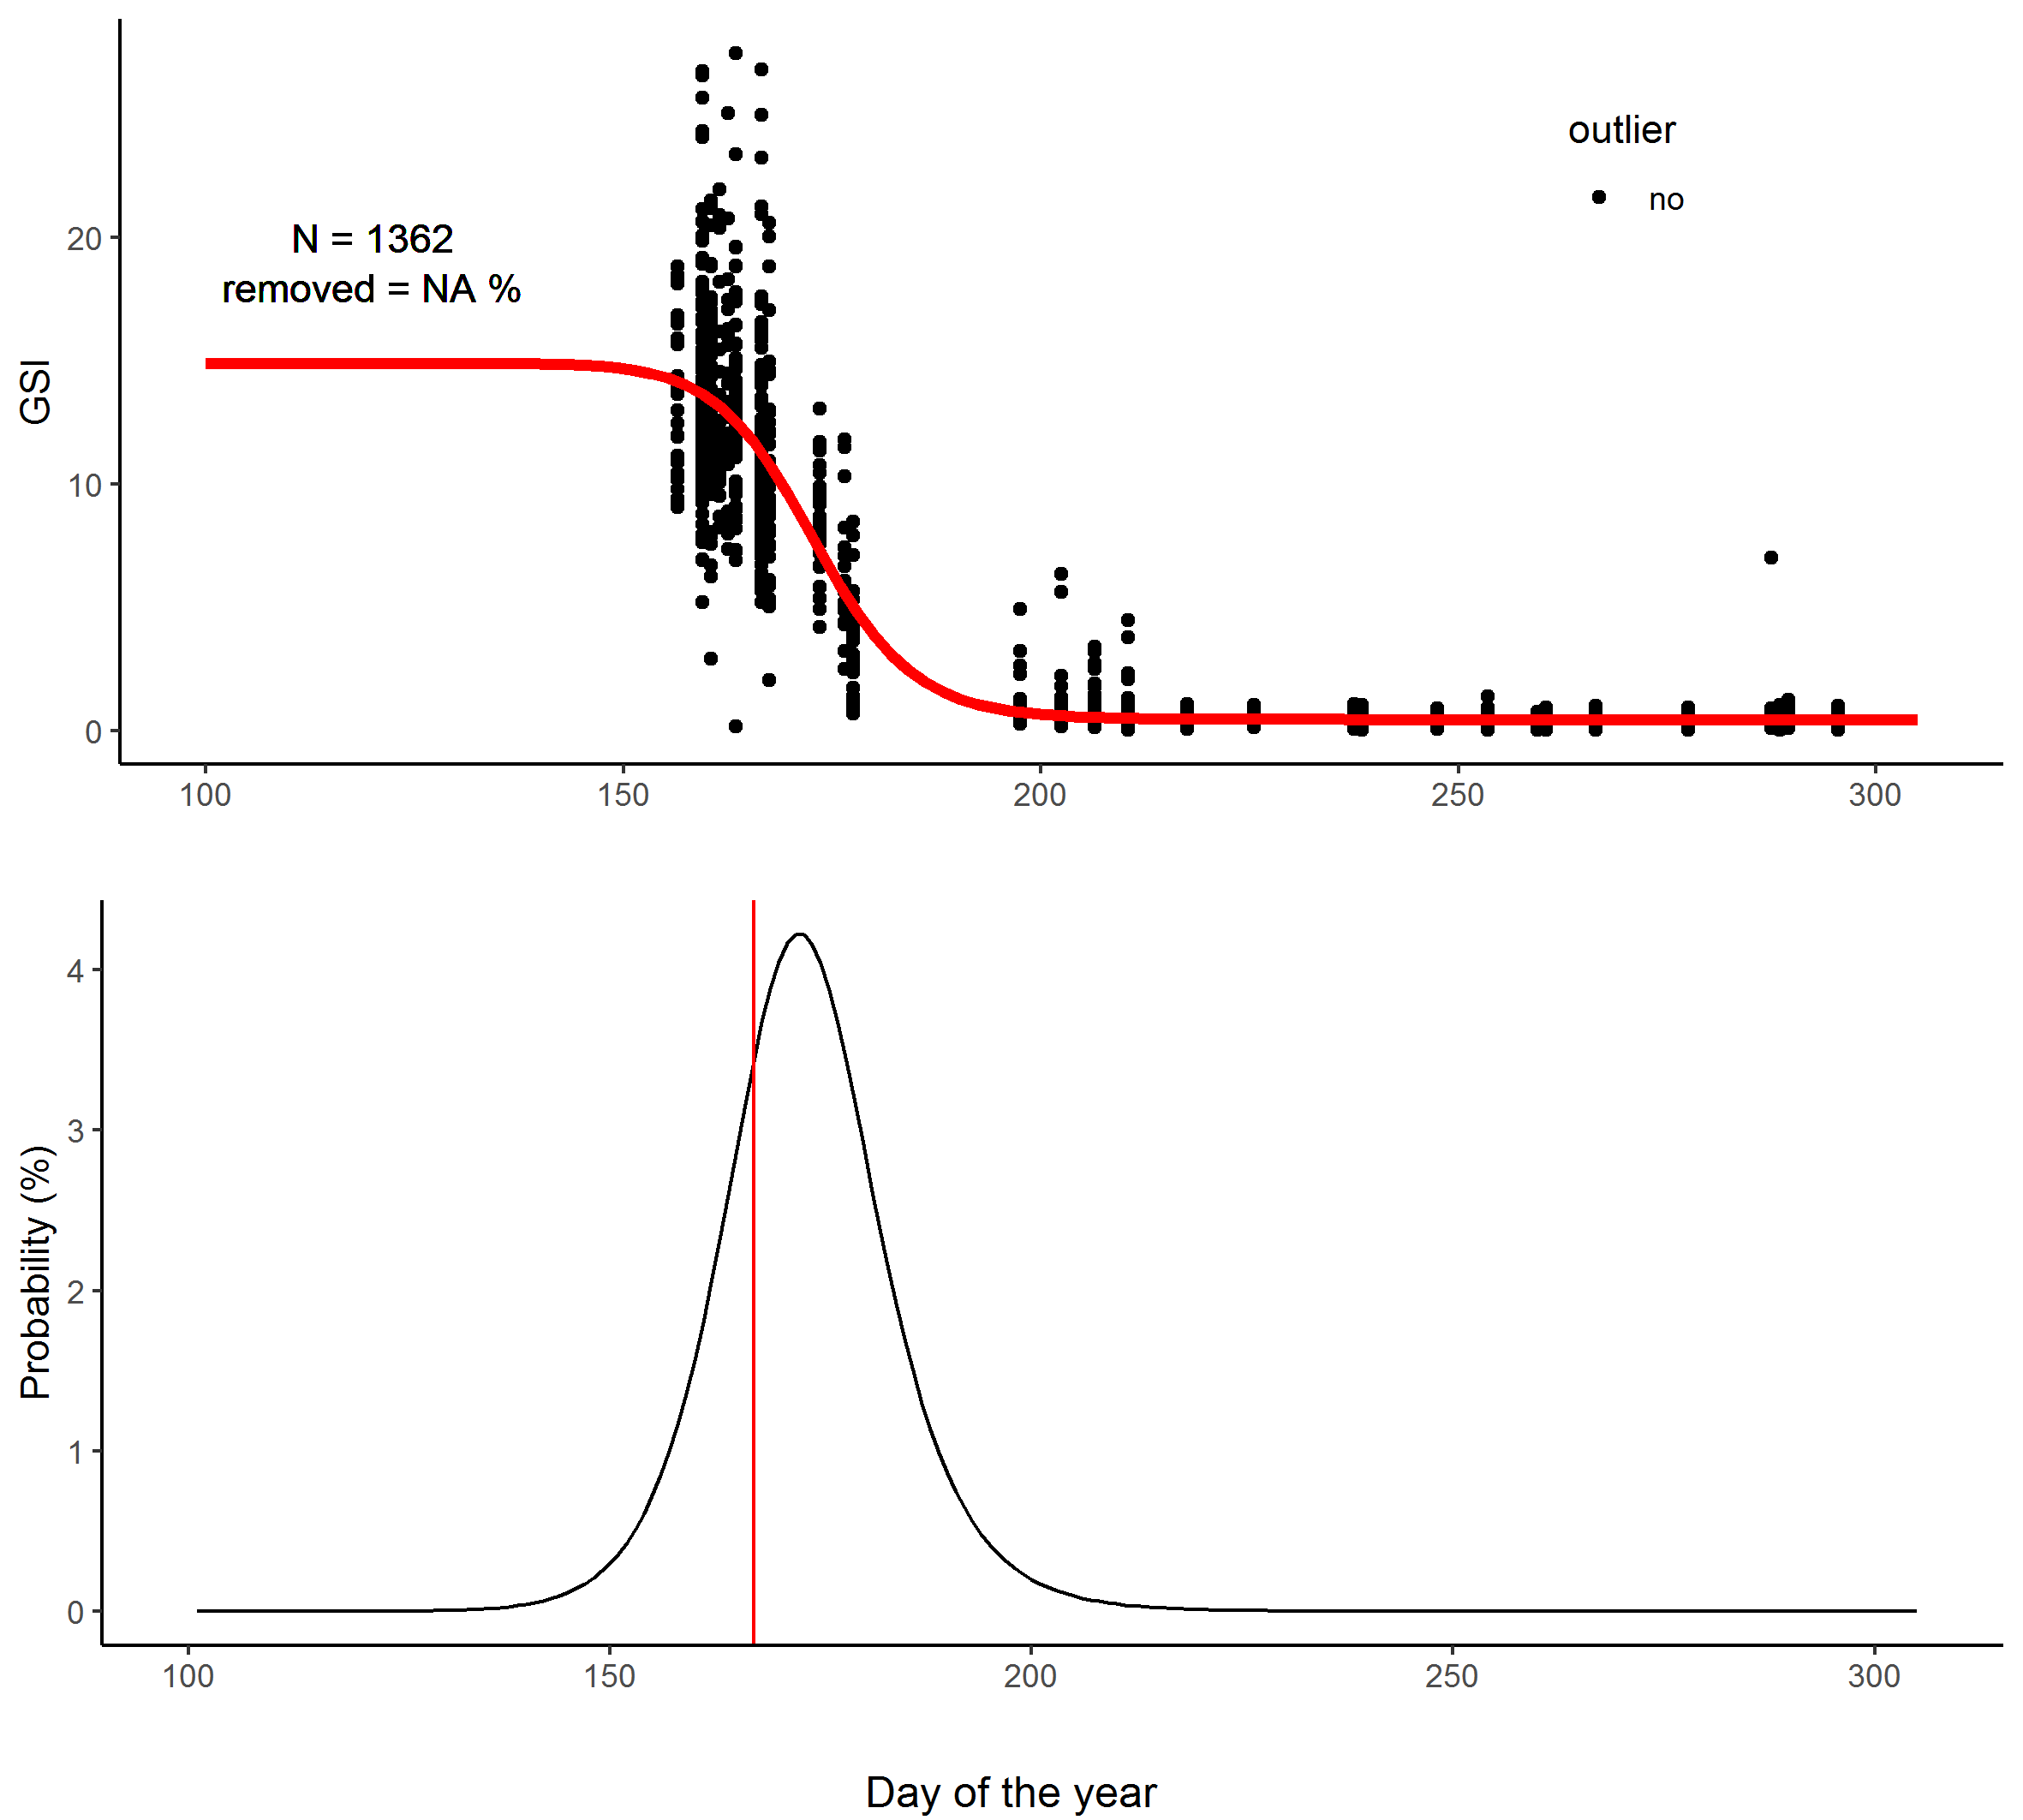 outlier
no
N = 1362
removed = NA %
GSI
20
10
0
100 150 200 250 300
Probability (%)
4
3
2
1
0
100 150 200 250 300
Day of the year